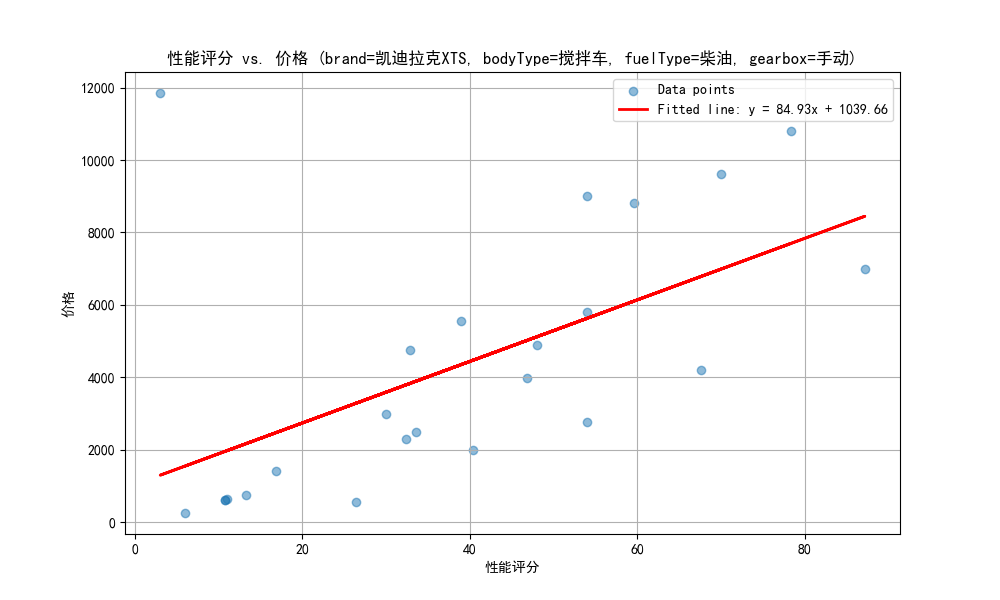 性能评分 vs. 价格 (brand=凯迪拉克XTS, bodyType=搅拌车, fuelType=柴油, gearbox=手动)
Data points
Fitted line: y = 84.93x + 1039.66
12000
10000
8000
6000
4000
2000
0
价格
0 20 40 60 80
性能评分